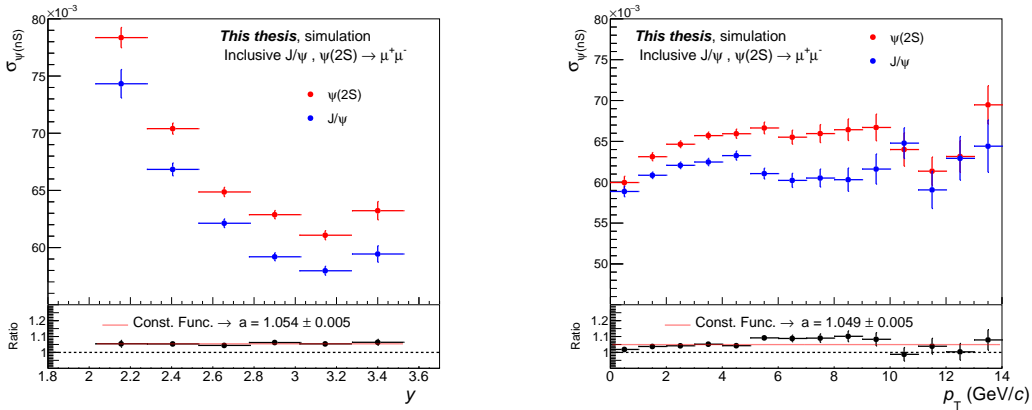 80 ×10⁻³
This thesis, simulation
Inclusive J/ψ , ψ(2S) → μ⁺μ⁻
ψ(2S)
J/ψ
σψ(nS)
75
70
65
60
Const. Func. → a = 1.054 ± 0.005
Ratio
1.2
1.1
1
1.8 2 2.2 2.4 2.6 2.8 3 3.2 3.4 3.6
y
80 ×10⁻³
This thesis, simulation
Inclusive J/ψ , ψ(2S) → μ⁺μ⁻
ψ(2S)
J/ψ
σψ(nS)
75
70
65
60
55
50
Const. Func. → a = 1.049 ± 0.005
Ratio
1.2
1.1
1
0 2 4 6 8 10 12 14
pT (GeV/c)